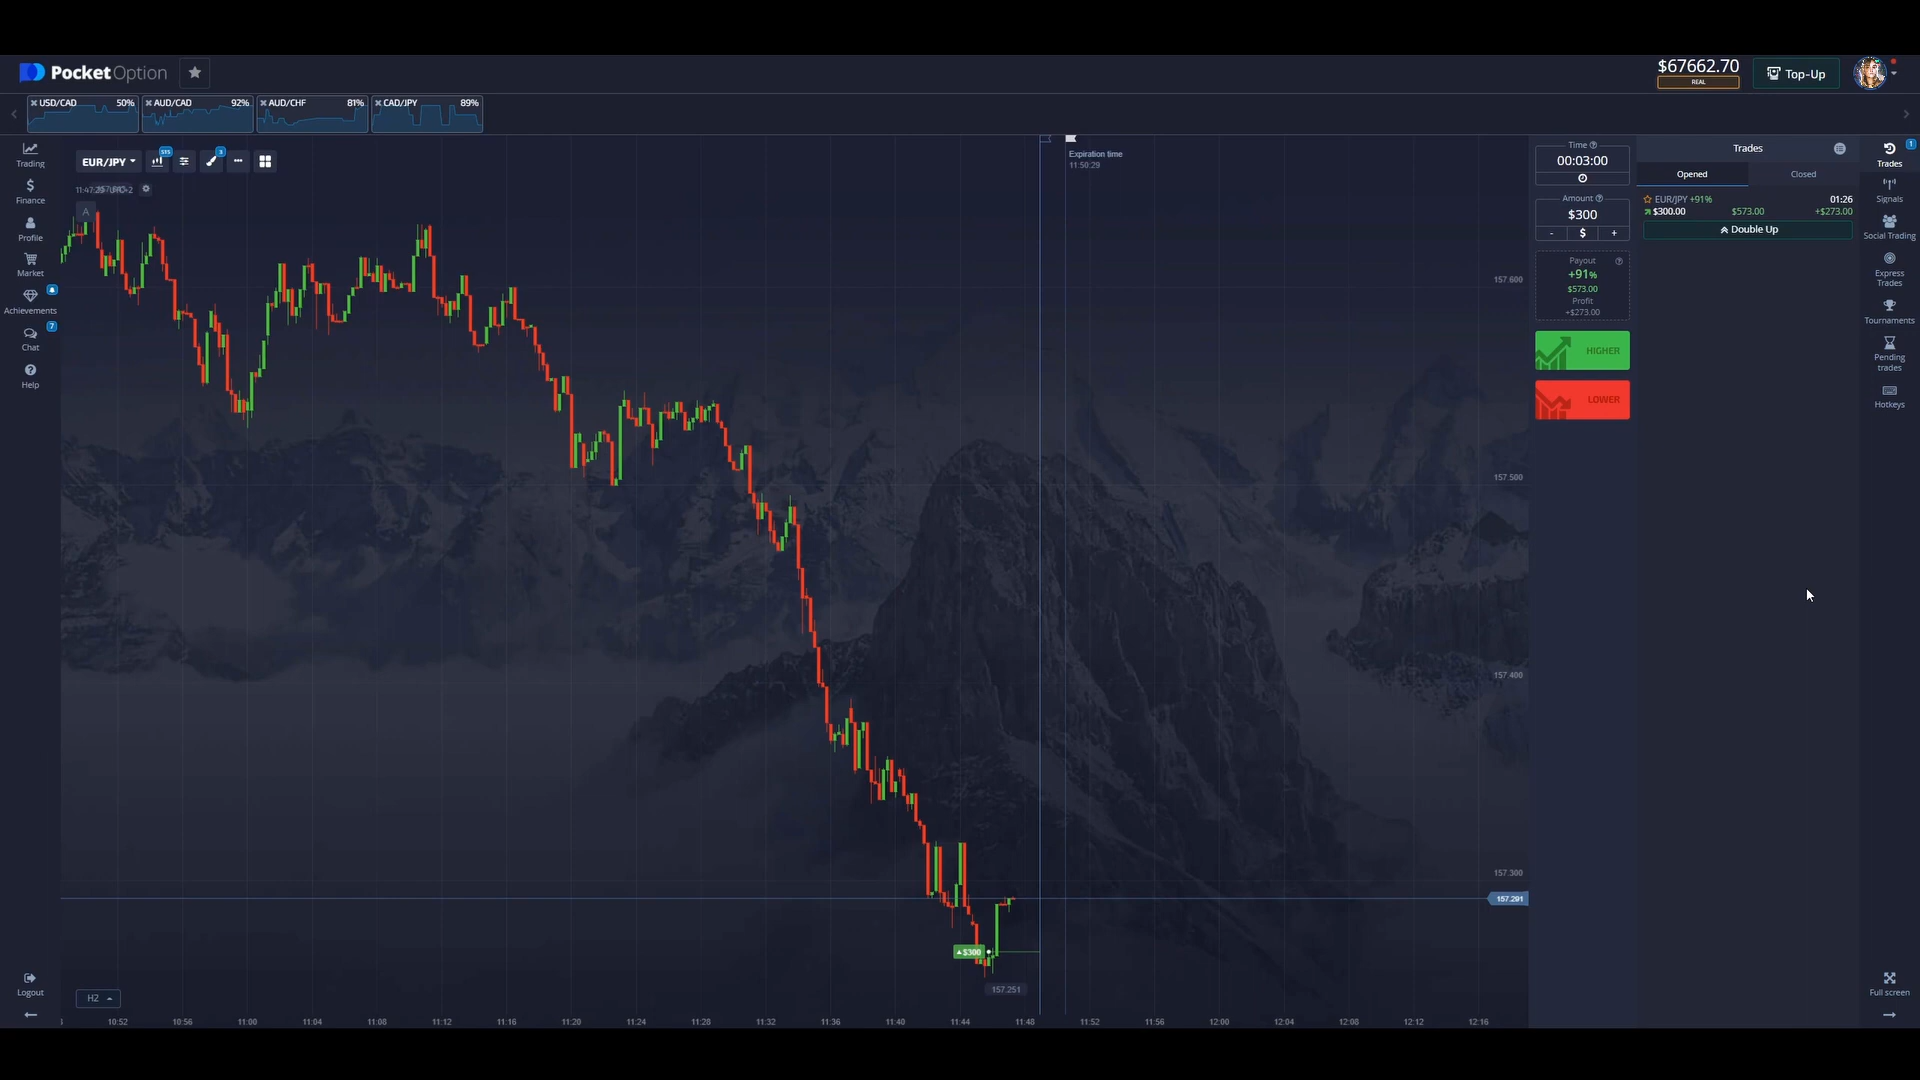 PocketOption
$67662.70
REAL
Top-Up
USD/CAD 50%
AUD/CAD 92%
AUD/CHF 81%
CAD/JPY 89%
Trading
Finance
Profile
Market
Achievements
7
Chat
Help
Logout
EUR/JPY
S15
3
A
Expiration time
11:50:29
157.600
157.500
157.400
157.300
157.291
$300
157.251
H2
10:52 10:56 11:00 11:04 11:08 11:12 11:16 11:20 11:24 11:28 11:32 11:36 11:40 11:44 11:48 11:52 11:56 12:00 12:04 12:08 12:12 12:16
Time
00:03:00
Amount
$300
- $ +
Payout
+91%
$573.00
Profit
+$273.00
HIGHER
LOWER
Trades
Opened Closed
EUR/JPY +91% 01:26
$300.00 $573.00 +$273.00
Double Up
1
Trades
Signals
Social Trading
Express
Trades
Tournaments
Pending
trades
Hotkeys
Full screen